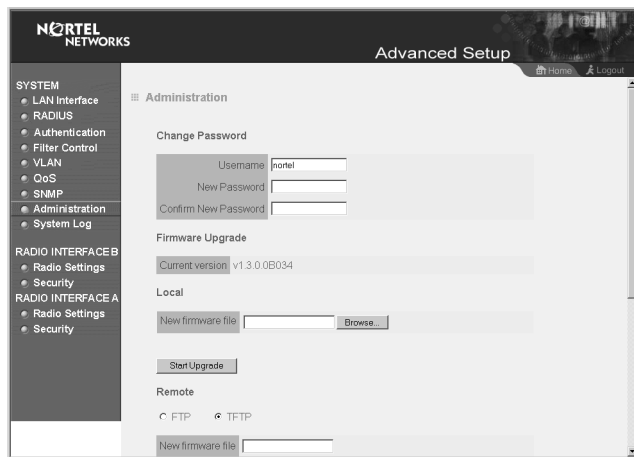 NORTEL
NETWORKS
Advanced Setup
Home
Logout
SYSTEM
LAN Interface
RADIUS
Authentication
Filter Control
VLAN
QoS
SNMP
Administration
System Log
RADIO INTERFACE B
Radio Settings
Security
RADIO INTERFACE A
Radio Settings
Security
Administration
Change Password
Username nortel
New Password
Confirm New Password
Firmware Upgrade
Current version v1.3.0.0B034
Local
New firmware file Browse...
Start Upgrade
Remote
FTP TFTP
New firmware file